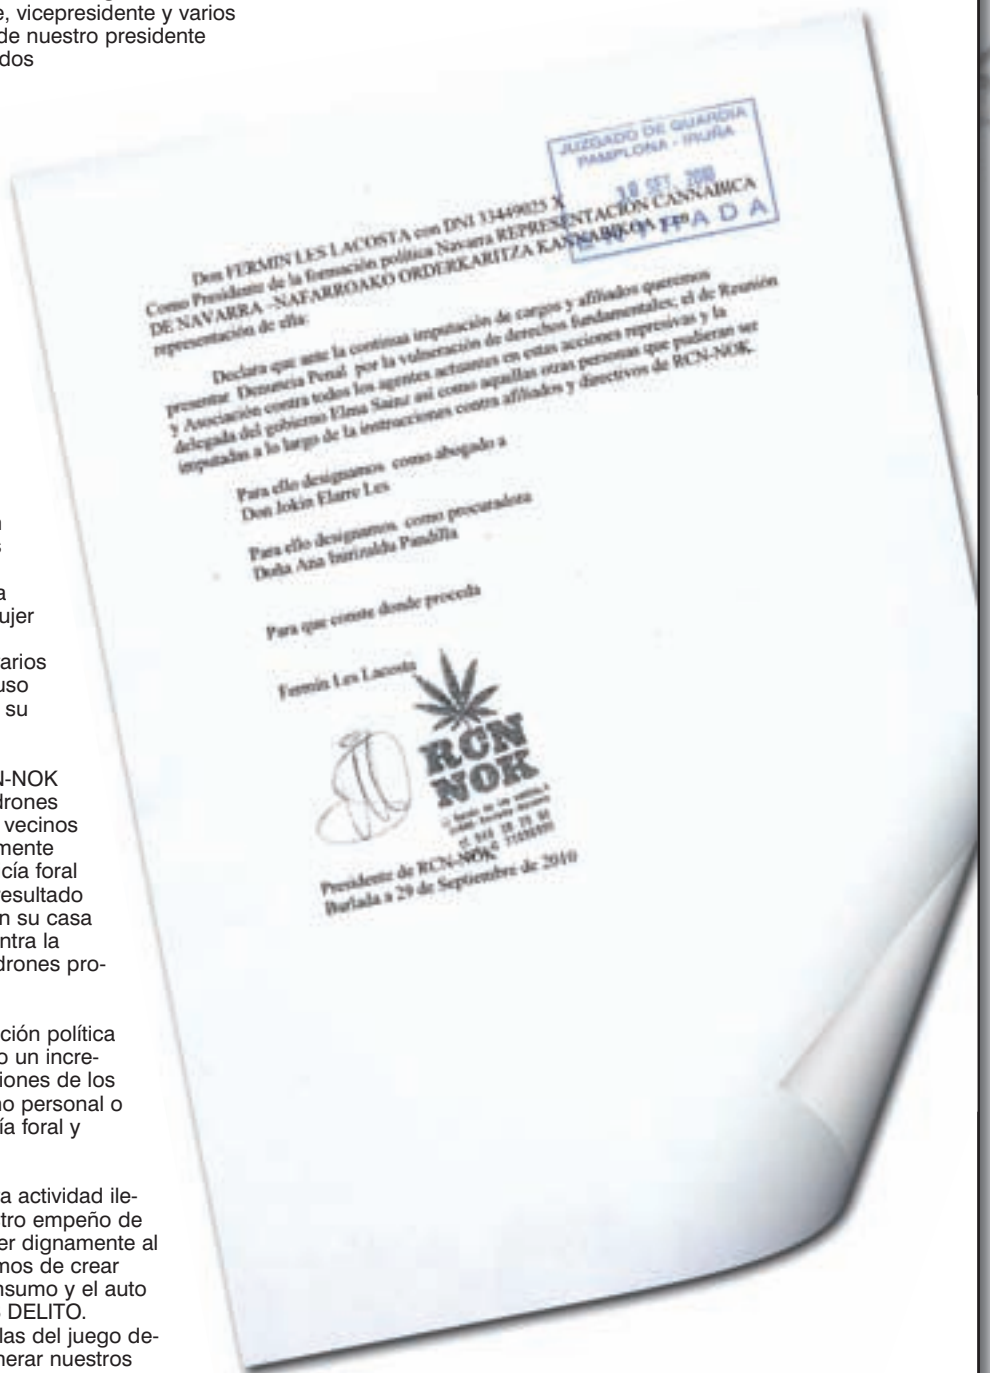 , vicepresidente y varios
de nuestro presidente
dos
ujer
arios
uso
su
N-NOK
drones
vecinos
mente
cía foral
resultado
n su casa
ntra la
drones pro-
ción política
o un incre-
iones de los
no personal o
ía foral y
a actividad ile-
stro empeño de
er dignamente al
mos de crear
nsumo y el auto
DELITO.
las del juego de-
nerar nuestros
JUZGADO DE GUARDIA
PAMPLONA - IRUÑA
SET. 2010
ENTRADA
Don FERMIN LES LACOSTA con DNI 33449025 X
Como Presidente de la formación política Navarra REPRESENTACION CANNABICA
DE NAVARRA –NAFARROAKO ORDERKARITZA KANNABIKOA
representación de ella:
Declara que ante la continua imputación de cargos y afiliados queremos
presentar Denuncia Penal por la vulneración de derechos fundamentales; el de Reunión
y Asociación contra todos los agentes actuantes en estas acciones represivas y la
delegada del gobierno Elma Sainz así como aquellas otras personas que pudieran ser
imputadas a lo largo de la instrucciones contra afiliados y directivos de RCN-NOK.
Para ello designamos como abogado a
Don Jokin Elarre Les
Para ello designamos como procuradora
Doña Ana Imirizaldu Pandilla
Para que conste donde proceda
Fermin Les Lacosta
RCN
NOK
Presidente de RCN-NOK
Burlada a 29 de Septiembre de 2010